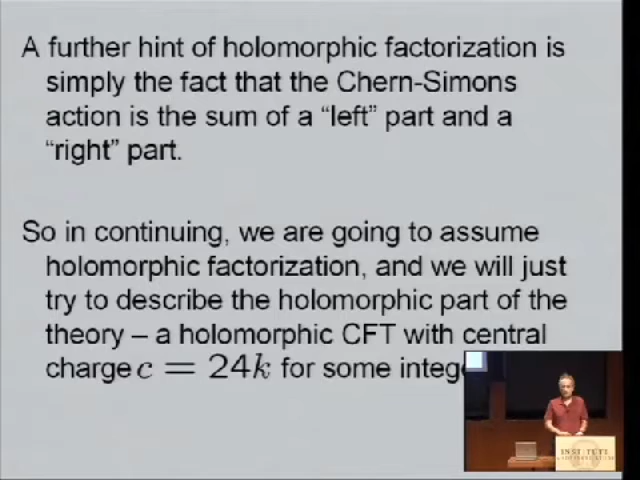 A further hint of holomorphic factorization is
simply the fact that the Chern-Simons
action is the sum of a “left” part and a
“right” part.
So in continuing, we are going to assume
holomorphic factorization, and we will just
try to describe the holomorphic part of the
theory – a holomorphic CFT with central
charge c = 24k for some integ
INSTITUTE